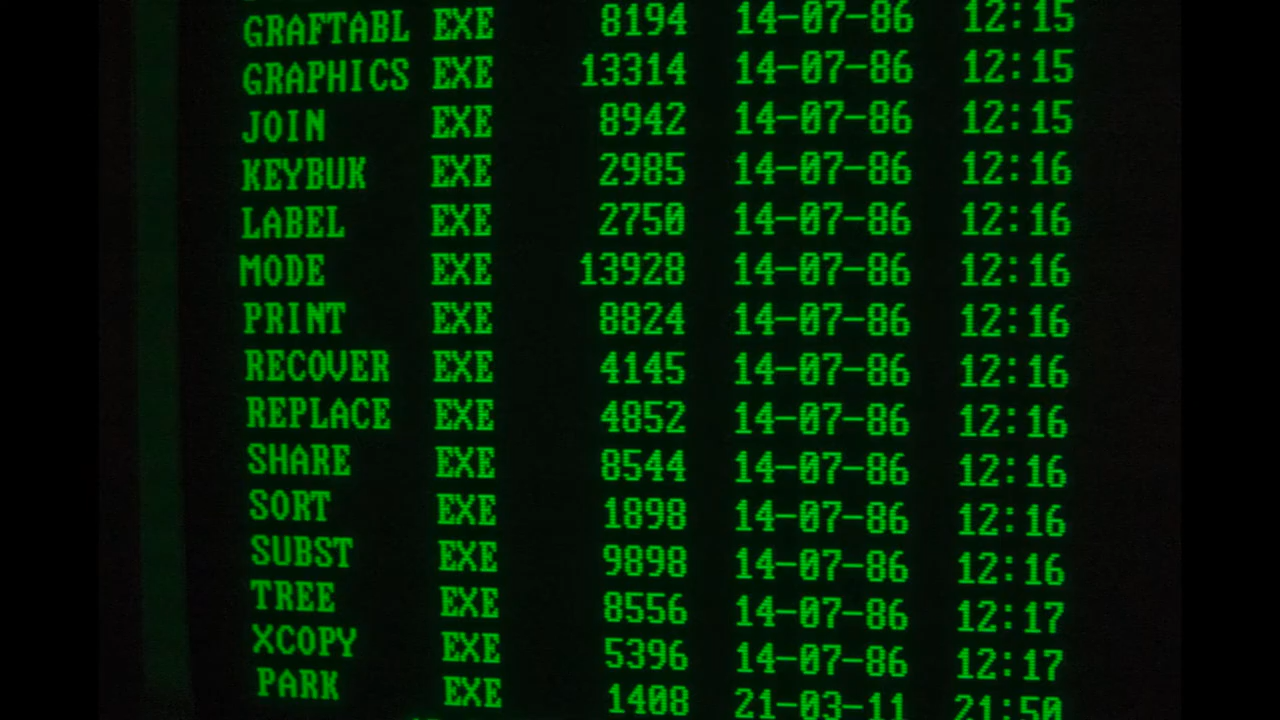 GRAFTABL EXE 8194 14-07-86 12:15
GRAPHICS EXE 13314 14-07-86 12:15
JOIN EXE 8942 14-07-86 12:15
KEYBUK EXE 2985 14-07-86 12:16
LABEL EXE 2750 14-07-86 12:16
MODE EXE 13928 14-07-86 12:16
PRINT EXE 8824 14-07-86 12:16
RECOVER EXE 4145 14-07-86 12:16
REPLACE EXE 4852 14-07-86 12:16
SHARE EXE 8544 14-07-86 12:16
SORT EXE 1898 14-07-86 12:16
SUBST EXE 9898 14-07-86 12:16
TREE EXE 8556 14-07-86 12:17
XCOPY EXE 5396 14-07-86 12:17
PARK EXE 1408 21-03-11 21:50